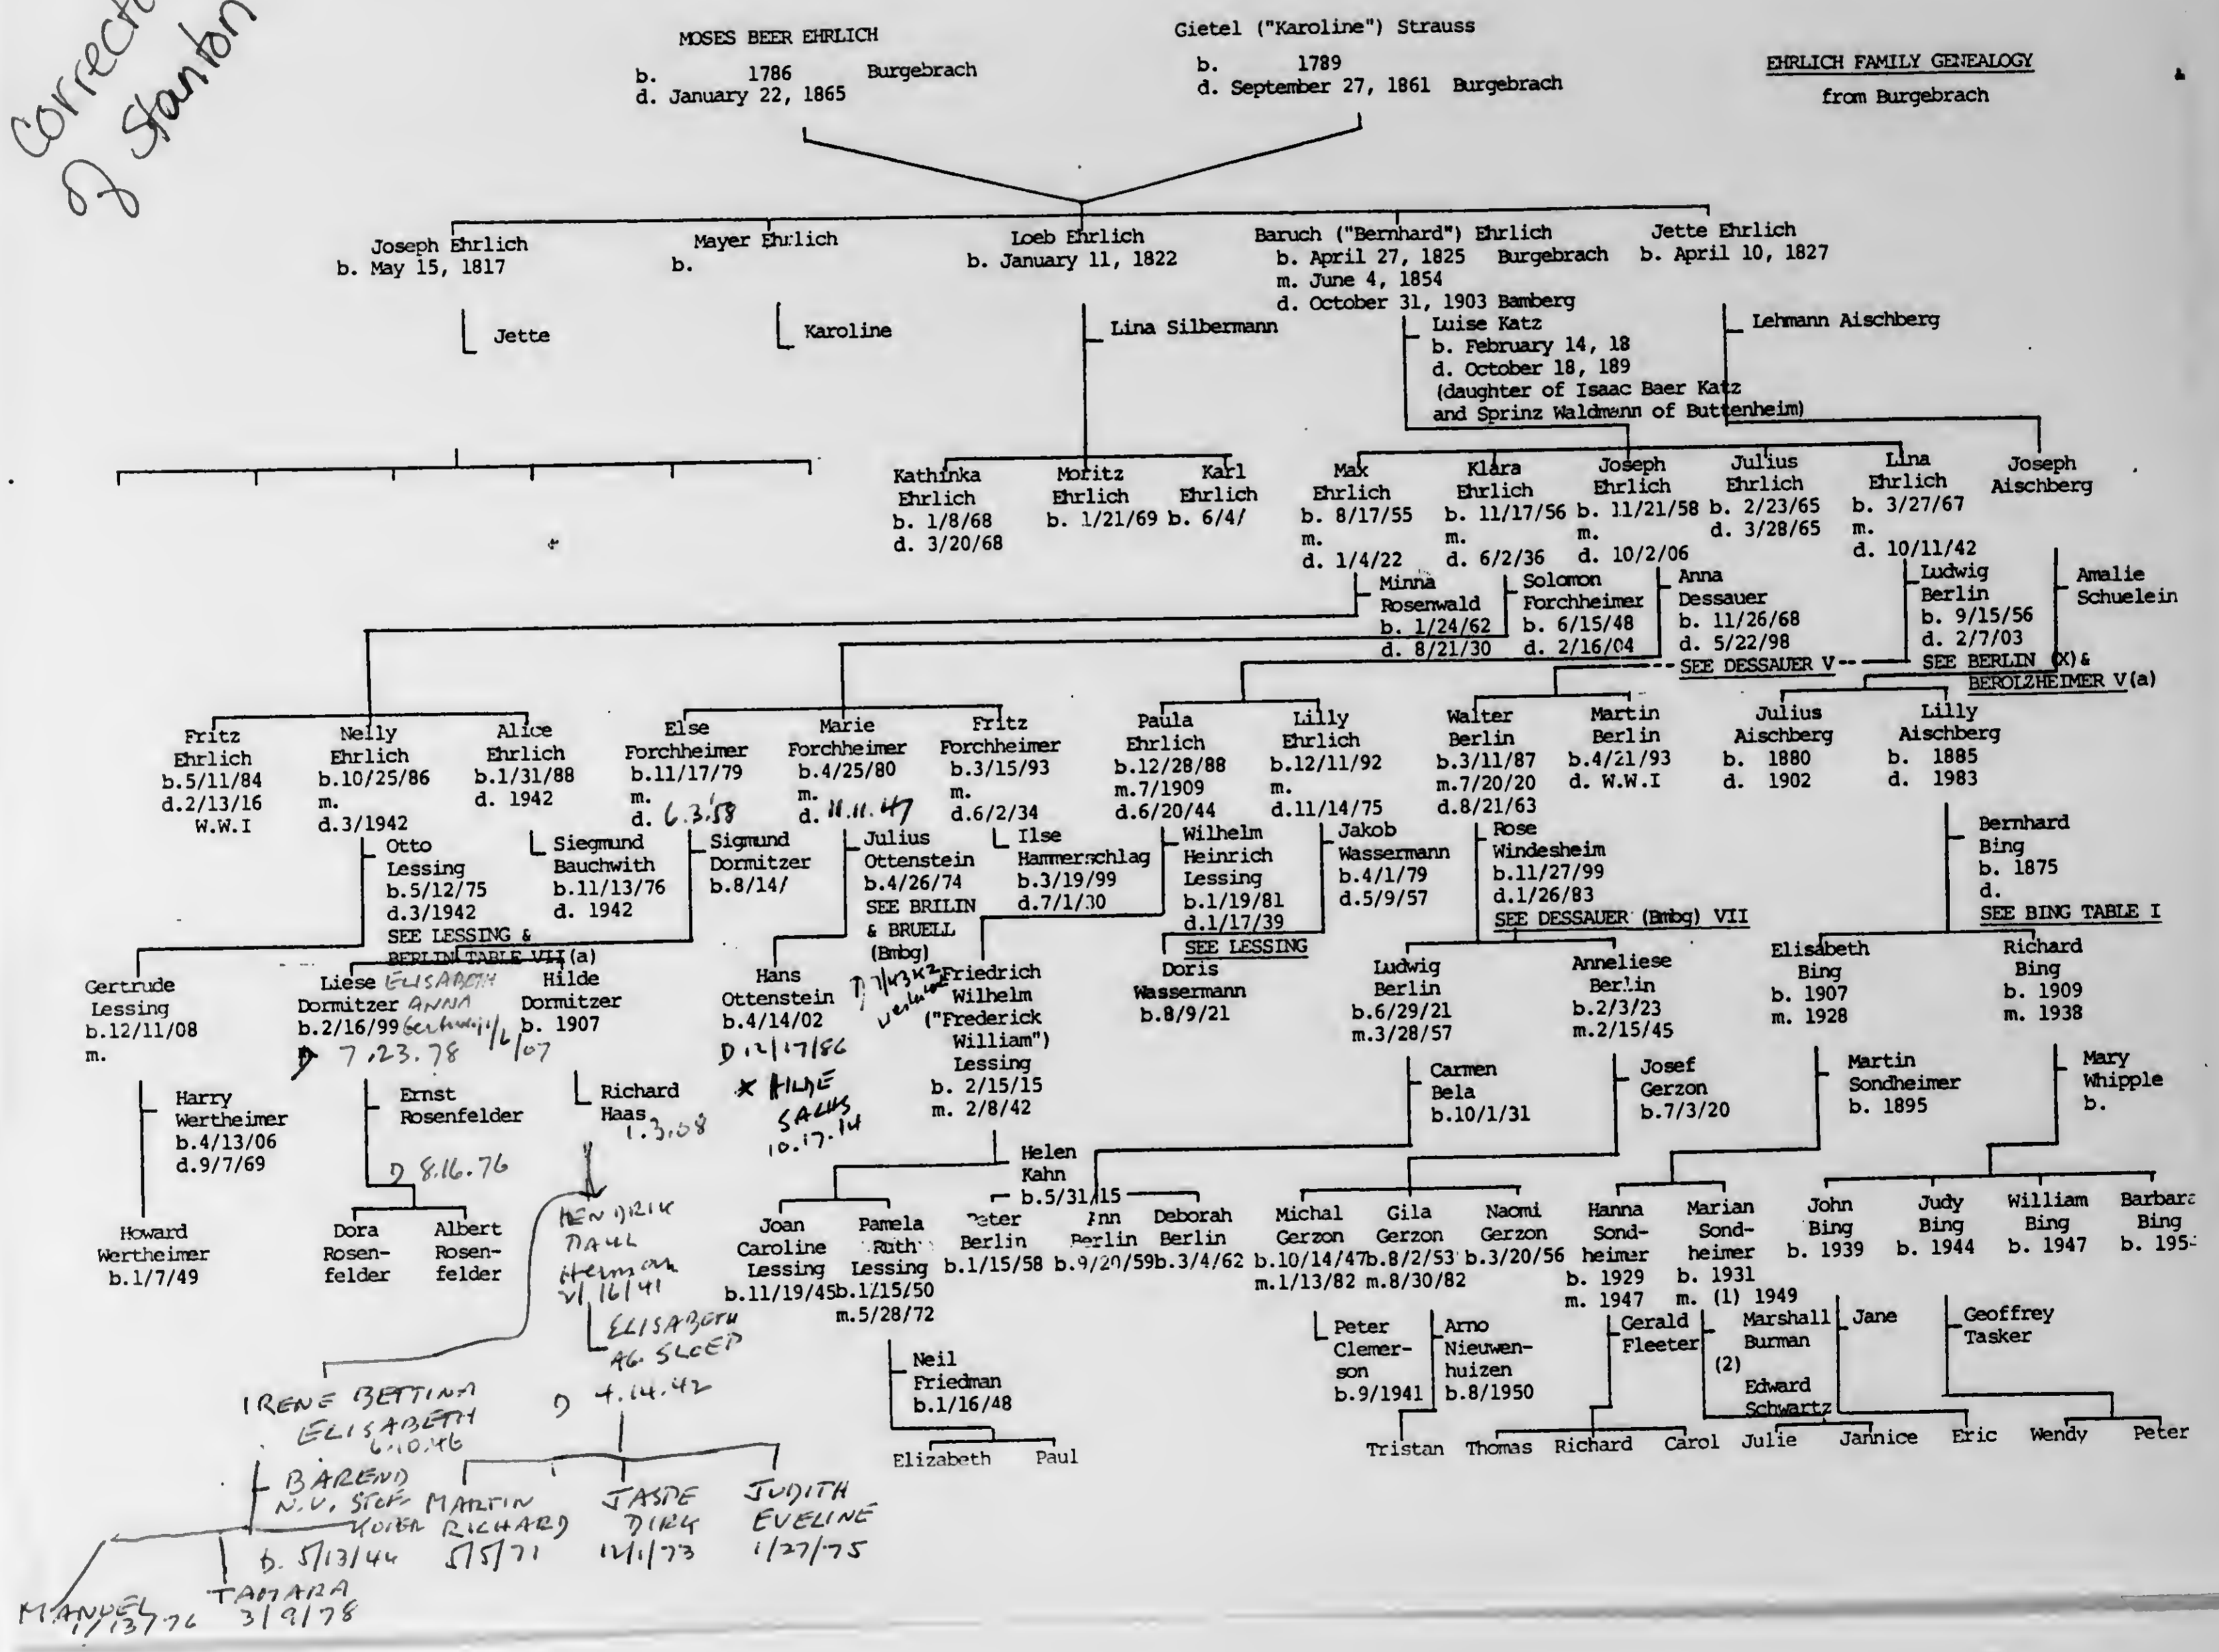 of Stanton
MOSES BEER EHRLICH
b. 1786 Burgebrach
d. January 22, 1865
Gietel ("Karoline") Strauss
b. 1789
d. September 27, 1861 Burgebrach
EHRLICH FAMILY GENEALOGY
from Burgebrach
Joseph Ehrlich
b. May 15, 1817
Mayer Ehrlich
b.
Loeb Ehrlich
b. January 11, 1822
Baruch ("Bernhard") Ehrlich
b. April 27, 1825 Burgebrach
m. June 4, 1854
d. October 31, 1903 Bamberg
Jette Ehrlich
b. April 10, 1827
Jette
Karoline
Lina Silbermann
Luise Katz
b. February 14, 18
d. October 18, 189
(daughter of Isaac Baer Katz
and Sprinz Waldmann of Buttenheim)
Lehmann Aischberg
Kathinka
Ehrlich
b. 1/8/68
d. 3/20/68
Moritz
Ehrlich
b. 1/21/69
Karl
Ehrlich
b. 6/4/
Max
Ehrlich
b. 8/17/55
m.
d. 1/4/22
Klara
Ehrlich
b. 11/17/56
m.
d. 6/2/36
Joseph
Ehrlich
b. 11/21/58
m.
d. 10/2/06
Julius
Ehrlich
b. 2/23/65
d. 3/28/65
Lina
Ehrlich
b. 3/27/67
m.
d. 10/11/42
Joseph
Aischberg
Minna
Rosenwald
b. 1/24/62
d. 8/21/30
Solomon
Forchheimer
b. 6/15/48
d. 2/16/04
Anna
Dessauer
b. 11/26/68
d. 5/22/98
SEE DESSAUER V
Ludwig
Berlin
b. 9/15/56
d. 2/7/03
SEE BERLIN (X) &
BEROLZHEIMER V(a)
Amalie
Schuelein
Fritz
Ehrlich
b.5/11/84
d.2/13/16
W.W.I
Nelly
Ehrlich
b.10/25/86
m.
d.3/1942
Alice
Ehrlich
b.1/31/88
d. 1942
Else
Forchheimer
b.11/17/79
m.
d. 6.3.58
Marie
Forchheimer
b.4/25/80
m.
d. 11.11.47
Fritz
Forchheimer
b.3/15/93
m.
d.6/2/34
Paula
Ehrlich
b.12/28/88
m.7/1909
d.6/20/44
Lilly
Ehrlich
b.12/11/92
m.
d.11/14/75
Walter
Berlin
b.3/11/87
m.7/20/20
d.8/21/63
Martin
Berlin
b.4/21/93
d. W.W.I
Julius
Aischberg
b. 1880
d. 1902
Lilly
Aischberg
b. 1885
d. 1983
Otto
Lessing
b.5/12/75
d.3/1942
SEE LESSING &
BERLIN TABLE VII(a)
Siegmund
Bauchwith
b.11/13/76
d. 1942
Sigmund
Dormitzer
b.8/14/
Julius
Ottenstein
b.4/26/74
SEE BRILIN
& BRUELL
(Bmbg)
Ilse
Hammerschlag
b.3/19/99
d.7/1/30
Wilhelm
Heinrich
Lessing
b.1/19/81
d.1/17/39
SEE LESSING
Jakob
Wassermann
b.4/1/79
d.5/9/57
Rose
Windesheim
b.11/27/99
d.1/26/83
SEE DESSAUER (Bmbg) VII
Bernhard
Bing
b. 1875
d.
SEE BING TABLE I
Gertrude
Lessing
b.12/11/08
m.
Liese ELISABETH
Dormitzer ANNA
b.2/16/99
D 7.23.78
Hilde
Dormitzer
b. 1907
Hans
Ottenstein
b.4/14/02
D 12/17/86
x HILDE
SACHS
10.17.14
Friedrich
Wilhelm
("Frederick
William")
Lessing
b. 2/15/15
m. 2/8/42
Doris
Wassermann
b.8/9/21
Ludwig
Berlin
b.6/29/21
m.3/28/57
Anneliese
Berlin
b.2/3/23
m.2/15/45
Elisabeth
Bing
b. 1907
m. 1928
Richard
Bing
b. 1909
m. 1938
Harry
Wertheimer
b.4/13/06
d.9/7/69
Ernst
Rosenfelder
D 8.16.76
Richard
Haas
1.3.08
Helen
Kahn
b.5/31/15
Carmen
Bela
b.10/1/31
Josef
Gerzon
b.7/3/20
Martin
Sondheimer
b. 1895
Mary
Whipple
b.
Howard
Wertheimer
b.1/7/49
Dora
Rosen-
felder
Albert
Rosen-
felder
HENDRIK
PAUL
Herman
ELISABETH
AG. SLEEP
D 4.14.42
Joan
Caroline
Lessing
b.11/19/45
Pamela
Ruth
Lessing
b.1/15/50
m.5/28/72
Peter
Berlin
b.1/15/58
Ann
Berlin
b.9/20/59
Deborah
Berlin
b.3/4/62
Michal
Gerzon
b.10/14/47
m.1/13/82
Gila
Gerzon
b.8/2/53
m.8/30/82
Naomi
Gerzon
b.3/20/56
Hanna
Sond-
heimer
b. 1929
m. 1947
Marian
Sond-
heimer
b. 1931
m. (1) 1949
John
Bing
b. 1939
Judy
Bing
b. 1944
William
Bing
b. 1947
Barbara
Bing
b. 195
Neil
Friedman
b.1/16/48
Peter
Clemer-
son
b.9/1941
Arno
Nieuwen-
huizen
b.8/1950
Gerald
Fleeter
Marshall
Burman
(2)
Edward
Schwartz
Jane
Geoffrey
Tasker
Elizabeth
Paul
Tristan
Thomas
Richard
Carol
Julie
Jannice
Eric
Wendy
Peter
IRENE BETTINA
ELISABETH
6.10.46
BAREND
b. 5/13/44
MARTIN
RICHARD
5/5/71
DIRK
12/1/73
JUDITH
EVELINE
1/27/75
MANUEL
1/13/76
TAMARA
3/9/78